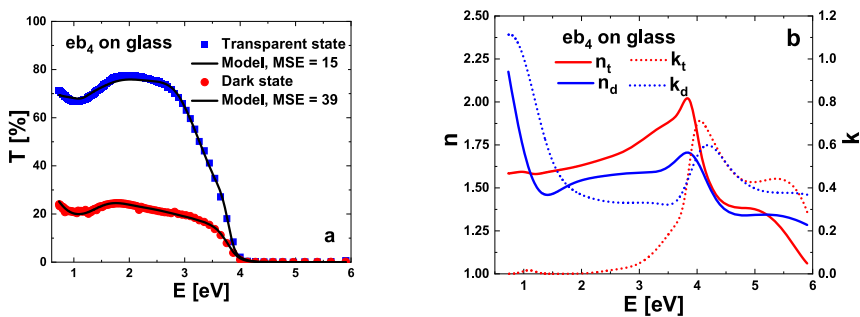 100
80
60
40
20
0
T [%]
eb4 on glass
Transparent state
Model, MSE = 15
Dark state
Model, MSE = 39
a
1 2 3 4 5 6
E [eV]
2.50
2.25
2.00
1.75
1.50
1.25
1.00
n
eb4 on glass
b
nt kt
nd kd
1.2
1.0
0.8
0.6
0.4
0.2
0.0
k
1 2 3 4 5 6
E [eV]